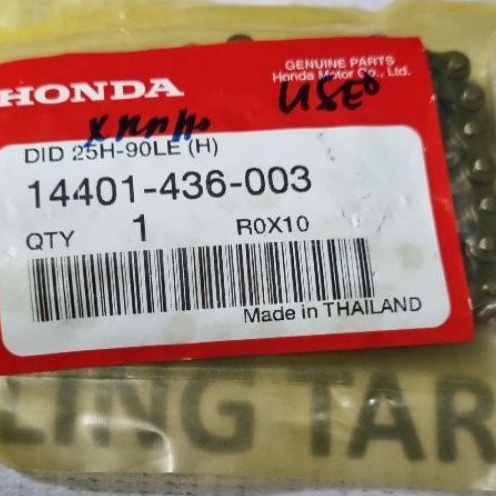 HONDA
GENUINE PARTS
Honda Motor Co., Ltd.
USED
DID 25H-90LE (H)
14401-436-003
QTY 1 R0X10
Made in THAILAND
LING TAR